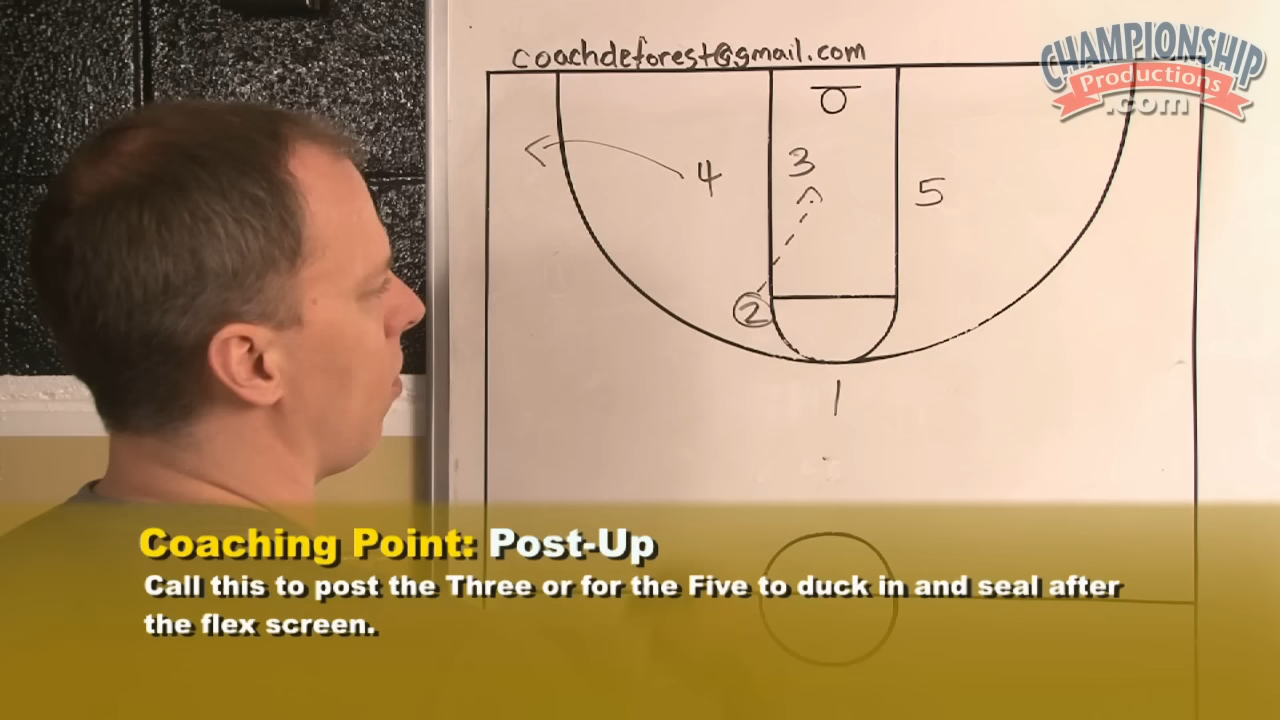 coachdeforest@gmail.com
CHAMPIONSHIP
Productions
.com
4
3
5
2
1
Coaching Point: Post-Up
Call this to post the Three or for the Five to duck in and seal after
the flex screen.